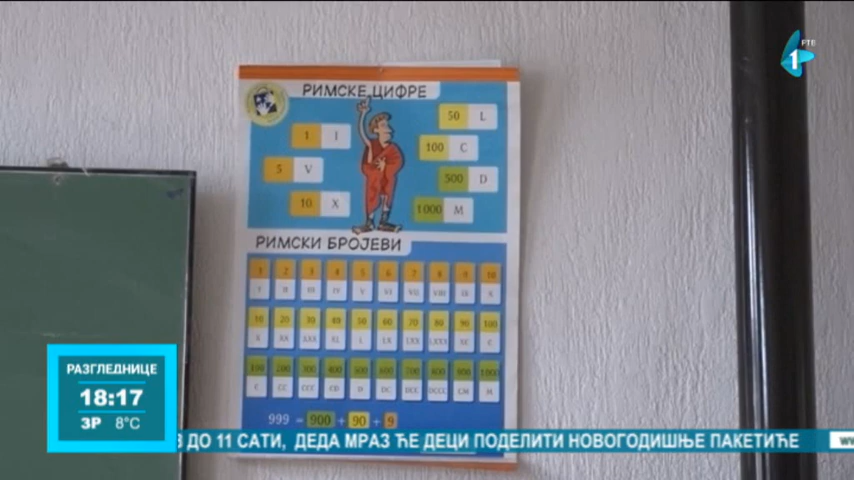 РТС
1
РИМСКЕ ЦИФРЕ
50 L
1 I
100 C
5 V
500 D
10 X
1000 M
РИМСКИ БРОЈЕВИ
1 2 3 4 5 6 7 8 9 10
I II III IV V VI VII VIII IX X
10 20 30 40 50 60 70 80 90 100
X XX XXX XL L LX LXX LXXX XC C
100 200 300 400 500 600 700 800 900 1000
C CC CCC CD D DC DCC DCCC CM M
999 = 900 + 90 + 9
РАЗГЛЕДНИЦЕ
18:17
ЗР 8°C
ДО 11 САТИ, ДЕДА МРАЗ ЋЕ ДЕЦИ ПОДЕЛИТИ НОВОГОДИШЊЕ ПАКЕТИЋЕ